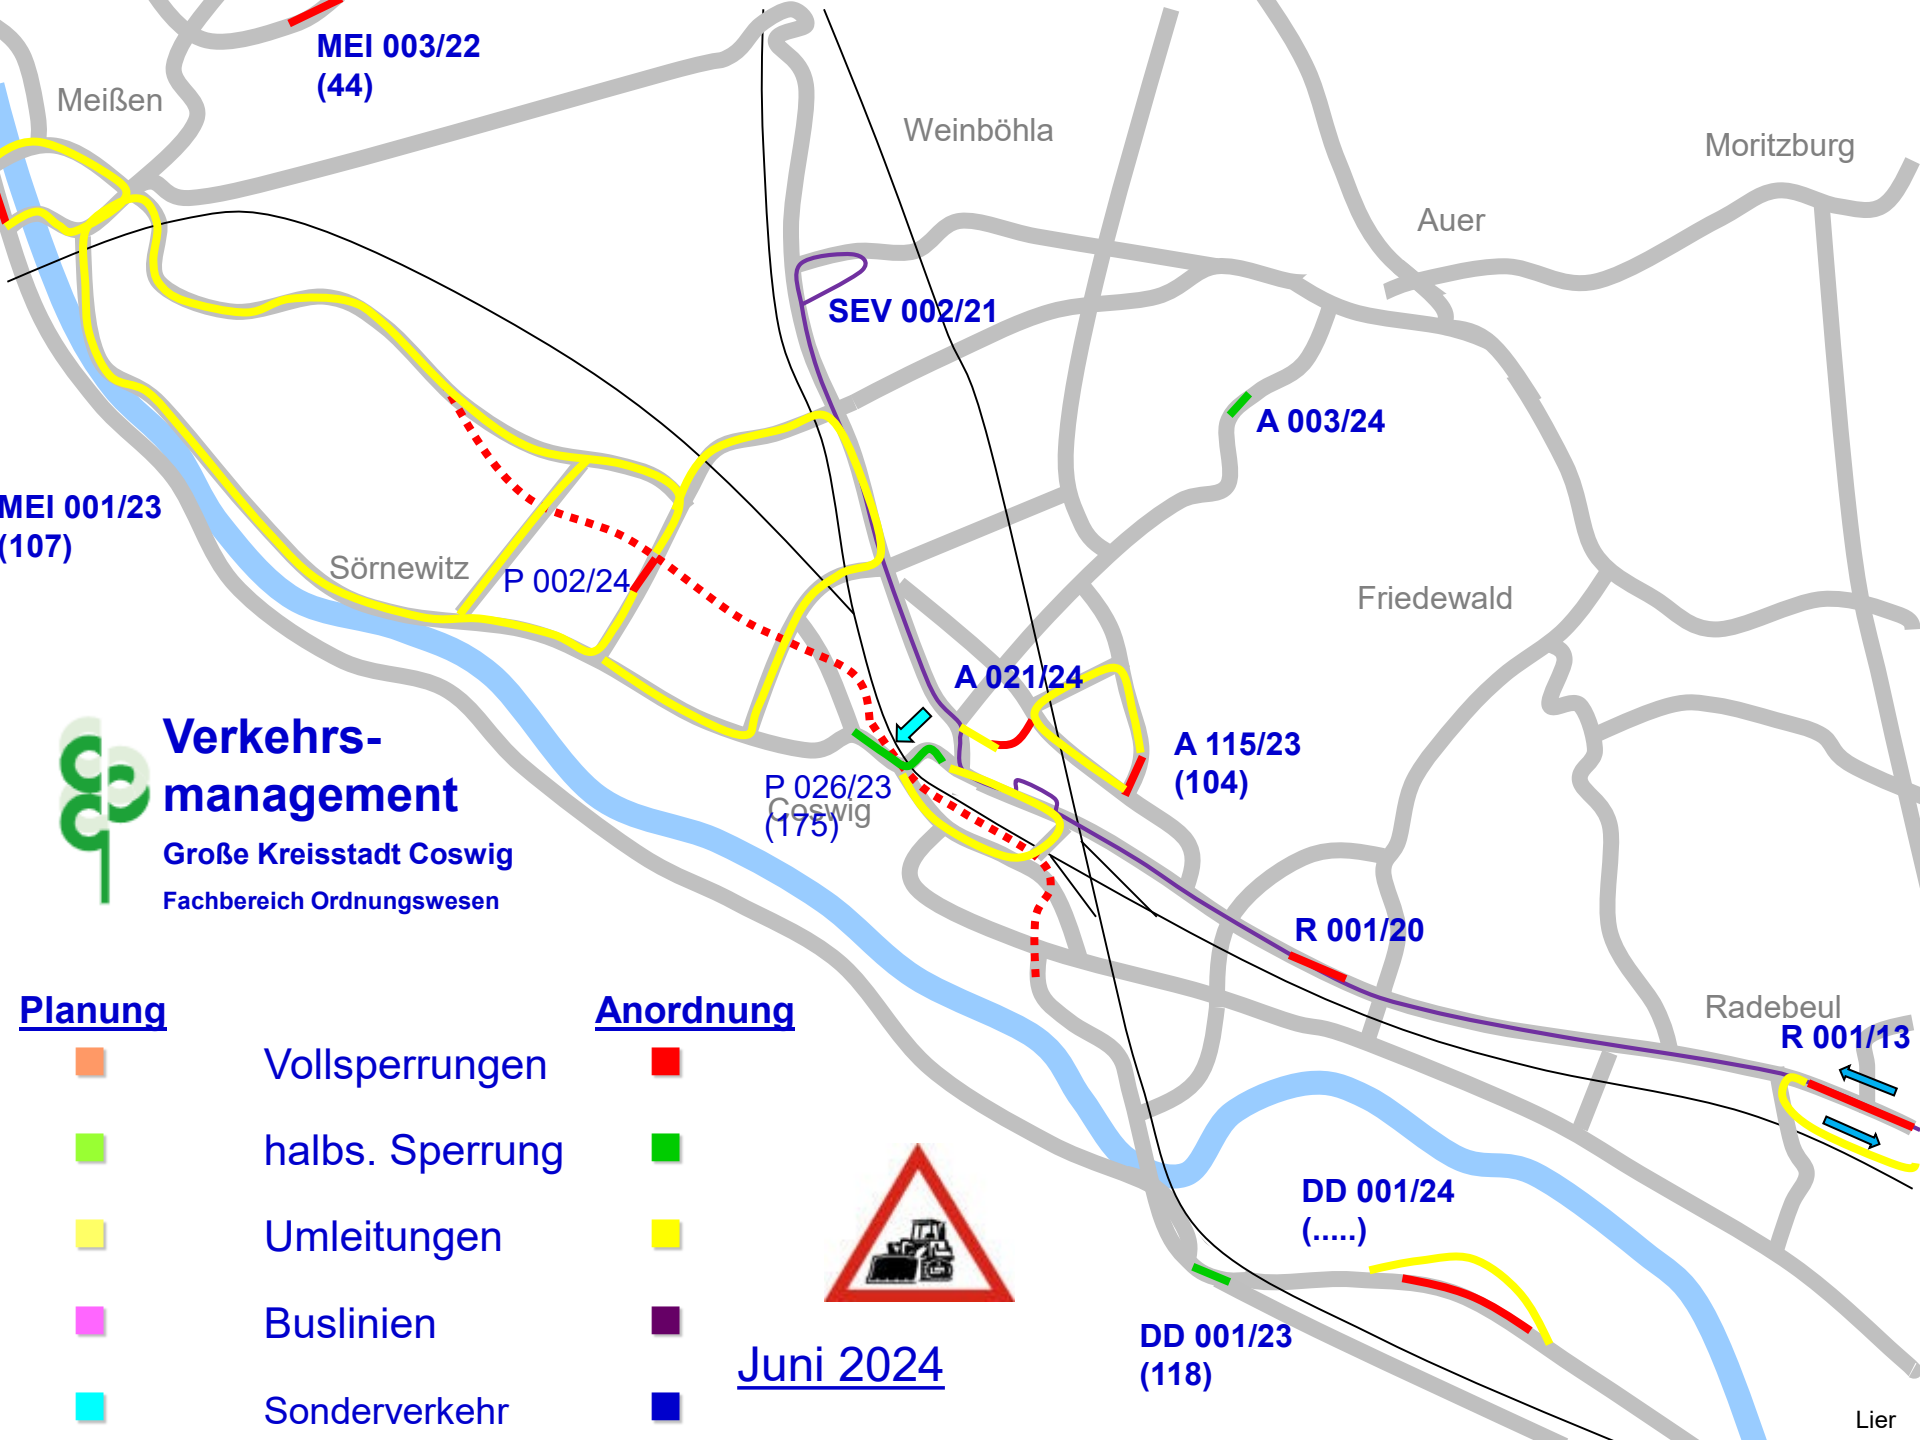 MEI 003/22
(44)
Meißen
Weinböhla
Moritzburg
Auer
SEV 002/21
A 003/24
MEI 001/23
(107)
Sörnewitz
P 002/24
Friedewald
A 021/24
Verkehrs-
management
Große Kreisstadt Coswig
Fachbereich Ordnungswesen
A 115/23
(104)
P 026/23
Coswig
(175)
R 001/20
Radebeul
R 001/13
Planung
Anordnung
Vollsperrungen
halbs. Sperrung
Umleitungen
Buslinien
Sonderverkehr
DD 001/24
(.....)
DD 001/23
(118)
Juni 2024
Lier